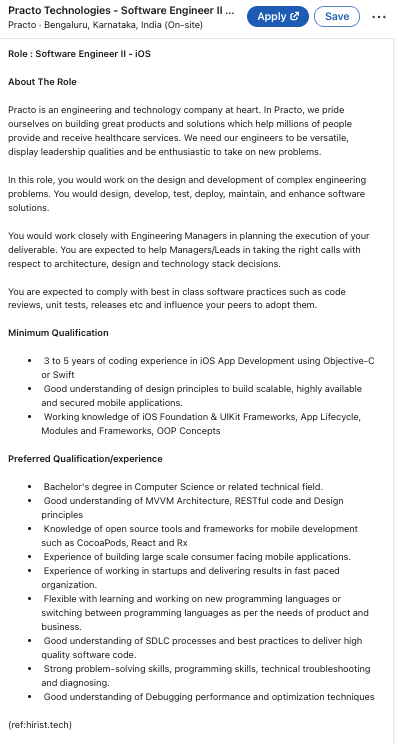 Practo Technologies - Software Engineer II ...
Practo · Bengaluru, Karnataka, India (On-site)
Apply
Save
Role : Software Engineer II - iOS
About The Role
Practo is an engineering and technology company at heart. In Practo, we pride
ourselves on building great products and solutions which help millions of people
provide and receive healthcare services. We need our engineers to be versatile,
display leadership qualities and be enthusiastic to take on new problems.
In this role, you would work on the design and development of complex engineering
problems. You would design, develop, test, deploy, maintain, and enhance software
solutions.
You would work closely with Engineering Managers in planning the execution of your
deliverable. You are expected to help Managers/Leads in taking the right calls with
respect to architecture, design and technology stack decisions.
You are expected to comply with best in class software practices such as code
reviews, unit tests, releases etc and influence your peers to adopt them.
Minimum Qualification
• 3 to 5 years of coding experience in iOS App Development using Objective-C
or Swift
• Good understanding of design principles to build scalable, highly available
and secured mobile applications.
• Working knowledge of iOS Foundation & UIKit Frameworks, App Lifecycle,
Modules and Frameworks, OOP Concepts
Preferred Qualification/experience
• Bachelor's degree in Computer Science or related technical field.
• Good understanding of MVVM Architecture, RESTful code and Design
principles
• Knowledge of open source tools and frameworks for mobile development
such as CocoaPods, React and Rx
• Experience of building large scale consumer facing mobile applications.
• Experience of working in startups and delivering results in fast paced
organization.
• Flexible with learning and working on new programming languages or
switching between programming languages as per the needs of product and
business.
• Good understanding of SDLC processes and best practices to deliver high
quality software code.
• Strong problem-solving skills, programming skills, technical troubleshooting
and diagnosing.
• Good understanding of Debugging performance and optimization techniques
(ref:hirist.tech)